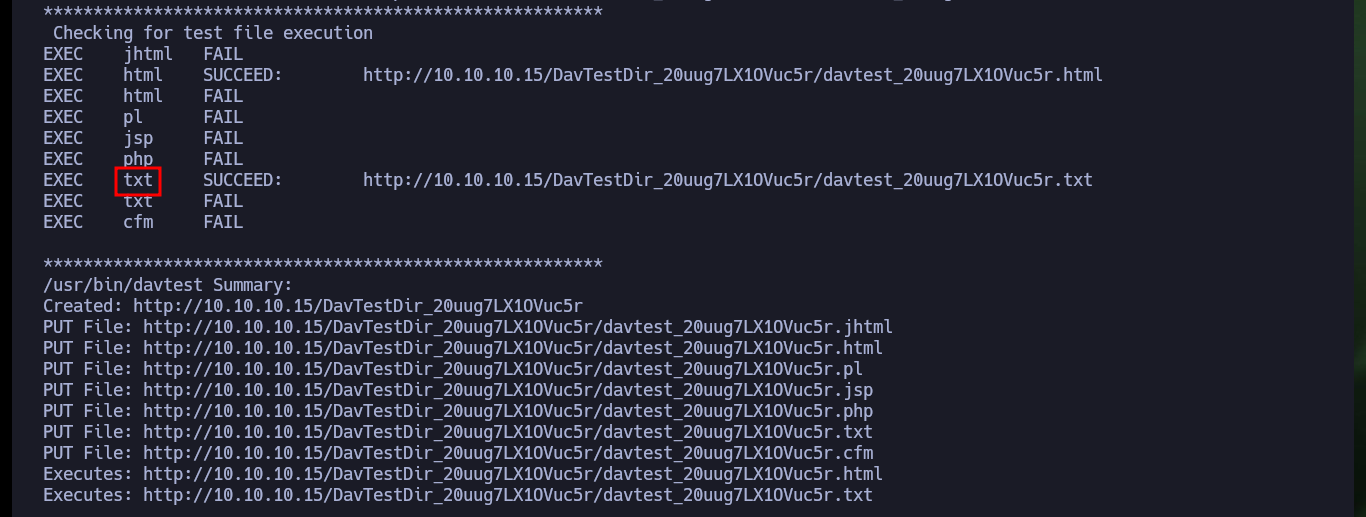 ********************************************************
Checking for test file execution
EXEC jhtml FAIL
EXEC html SUCCEED: http://10.10.10.15/DavTestDir_20uug7LX1OVuc5r/davtest_20uug7LX1OVuc5r.html
EXEC html FAIL
EXEC pl FAIL
EXEC jsp FAIL
EXEC php FAIL
EXEC txt SUCCEED: http://10.10.10.15/DavTestDir_20uug7LX1OVuc5r/davtest_20uug7LX1OVuc5r.txt
EXEC txt FAIL
EXEC cfm FAIL
********************************************************
/usr/bin/davtest Summary:
Created: http://10.10.10.15/DavTestDir_20uug7LX1OVuc5r
PUT File: http://10.10.10.15/DavTestDir_20uug7LX1OVuc5r/davtest_20uug7LX1OVuc5r.jhtml
PUT File: http://10.10.10.15/DavTestDir_20uug7LX1OVuc5r/davtest_20uug7LX1OVuc5r.html
PUT File: http://10.10.10.15/DavTestDir_20uug7LX1OVuc5r/davtest_20uug7LX1OVuc5r.pl
PUT File: http://10.10.10.15/DavTestDir_20uug7LX1OVuc5r/davtest_20uug7LX1OVuc5r.jsp
PUT File: http://10.10.10.15/DavTestDir_20uug7LX1OVuc5r/davtest_20uug7LX1OVuc5r.php
PUT File: http://10.10.10.15/DavTestDir_20uug7LX1OVuc5r/davtest_20uug7LX1OVuc5r.txt
PUT File: http://10.10.10.15/DavTestDir_20uug7LX1OVuc5r/davtest_20uug7LX1OVuc5r.cfm
Executes: http://10.10.10.15/DavTestDir_20uug7LX1OVuc5r/davtest_20uug7LX1OVuc5r.html
Executes: http://10.10.10.15/DavTestDir_20uug7LX1OVuc5r/davtest_20uug7LX1OVuc5r.txt